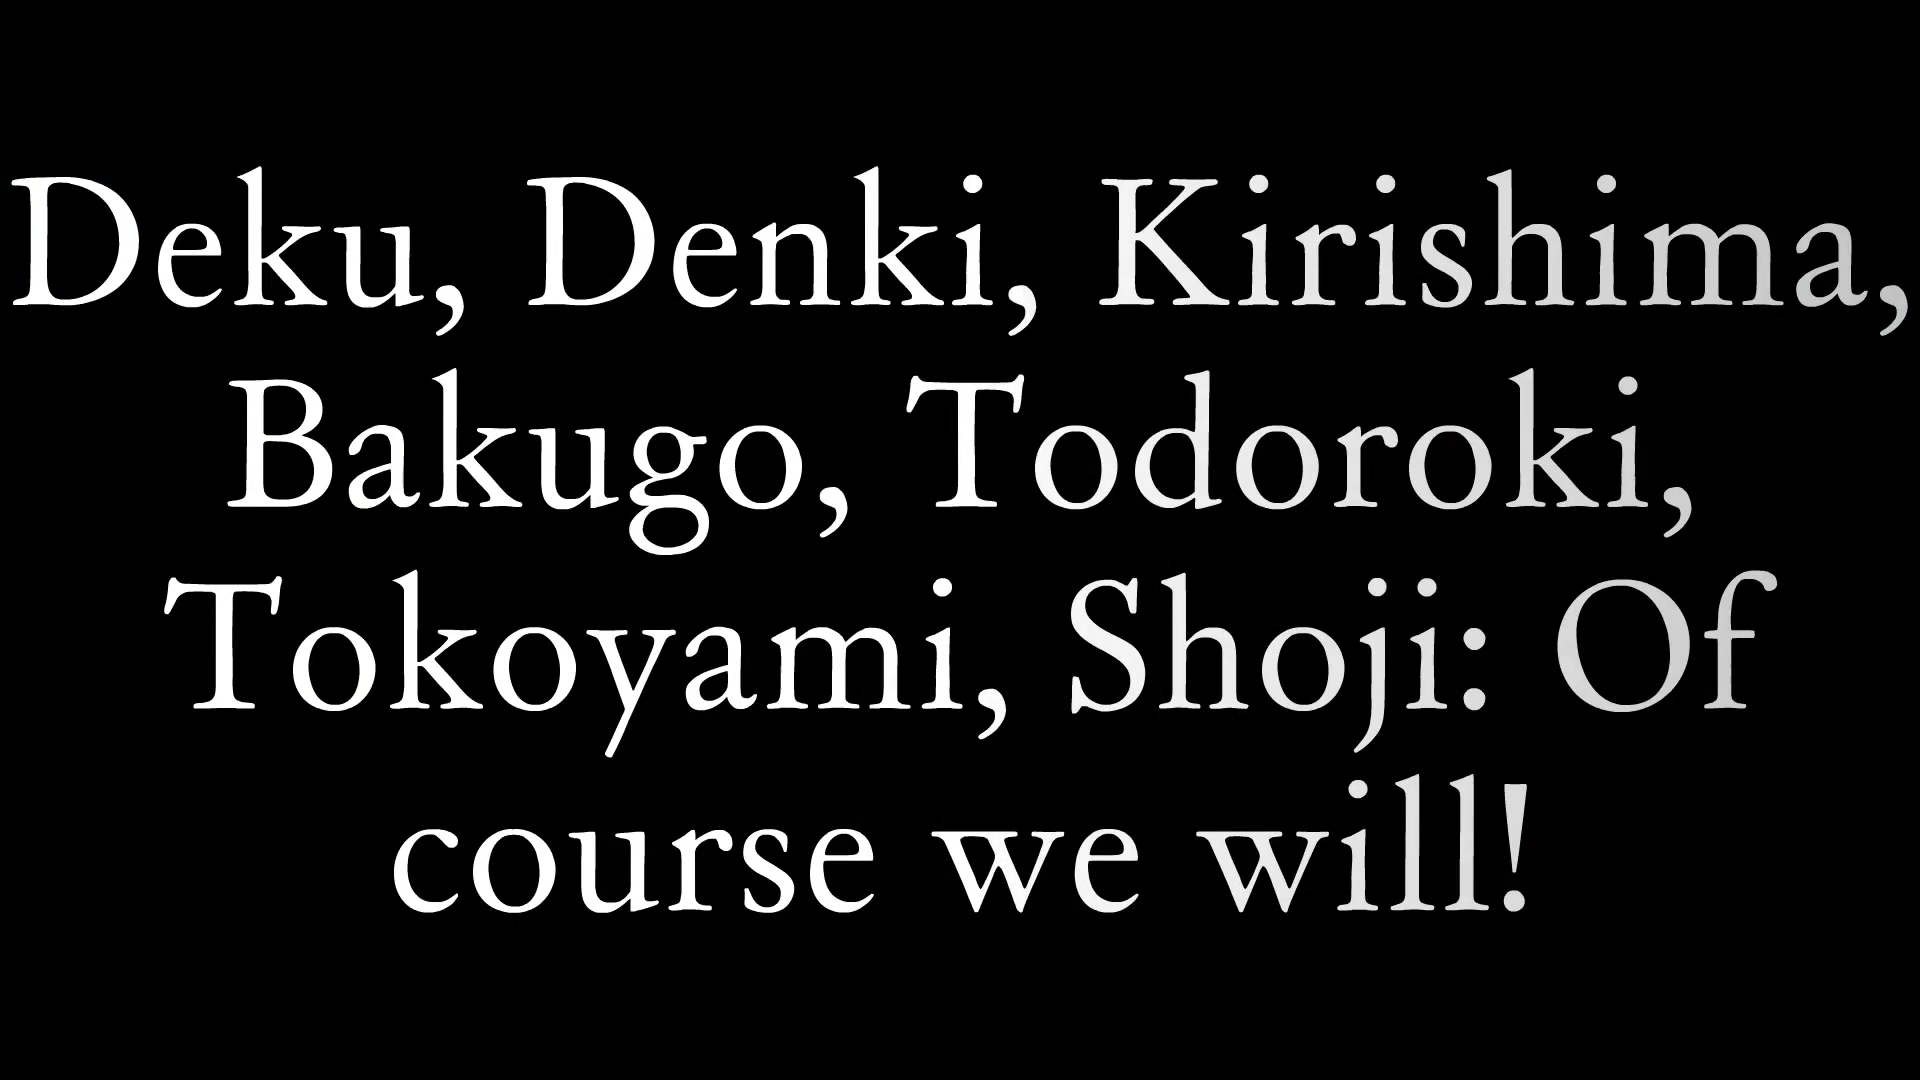 Deku, Denki, Kirishima,
Bakugo, Todoroki,
Tokoyami, Shoji: Of
course we will!